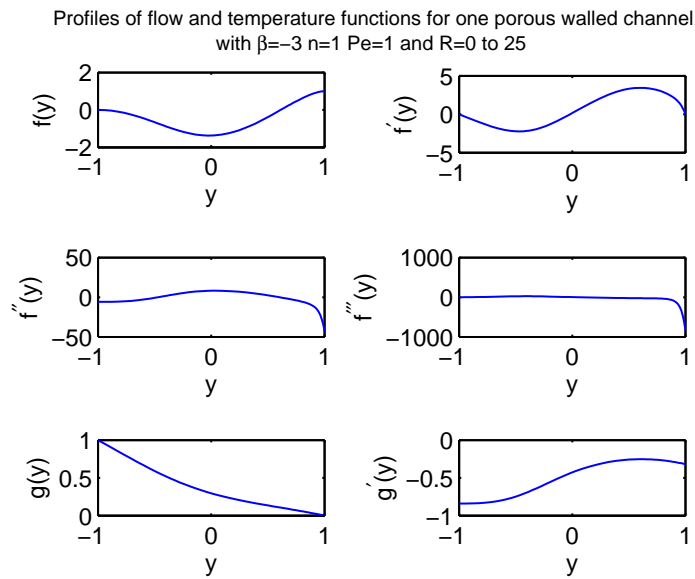 Profiles of flow and temperature functions for one porous walled channel
with β=−3 n=1 Pe=1 and R=0 to 25
2
0
−2
−1
0
1
y
f(y)
5
0
−5
−1
0
1
y
f′(y)
50
0
−50
−1
0
1
y
f″(y)
1000
0
−1000
−1
0
1
y
f‴(y)
1
0.5
0
−1
0
1
y
g(y)
0
−0.5
−1
−1
0
1
y
g′(y)